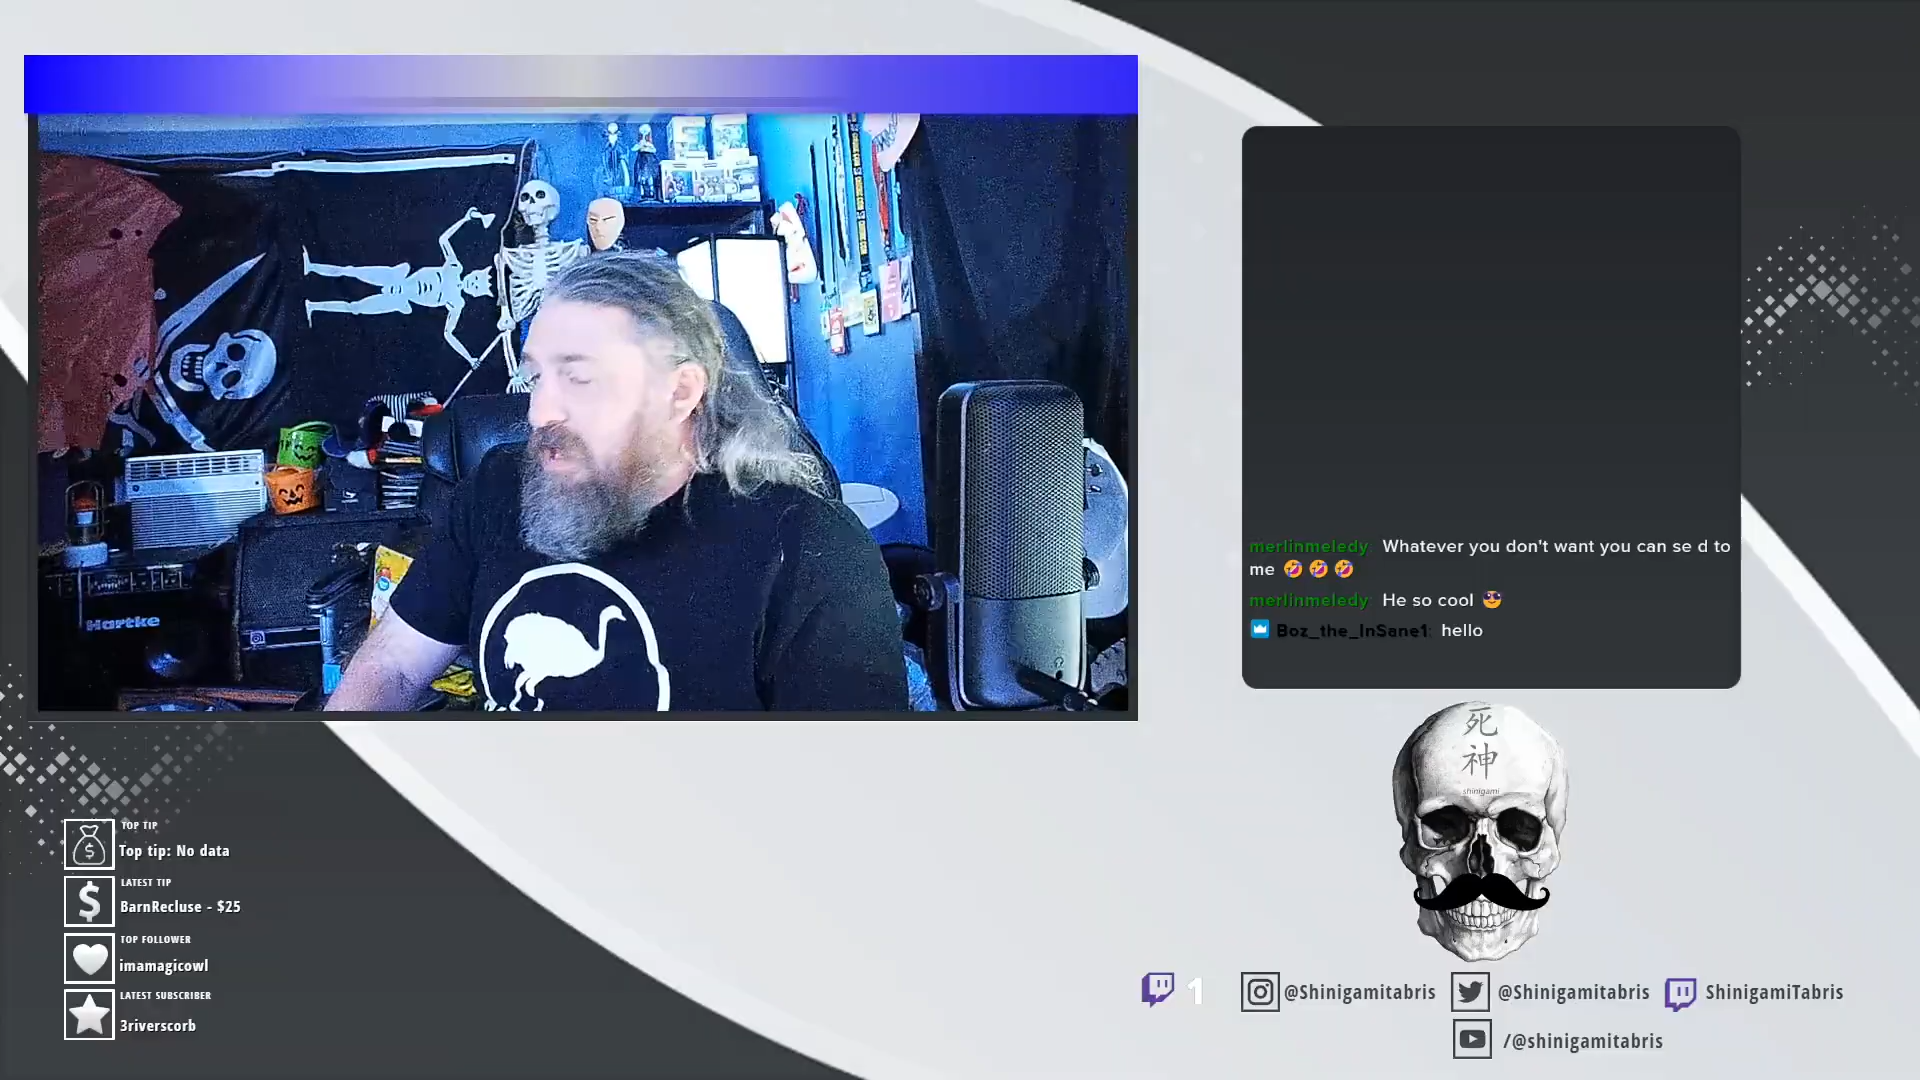 Hartke
merlinmeledy: Whatever you don't want you can se d to
me 🤣 🤣 🤣
merlinmeledy: He so cool 😎
Boz_the_InSane1: hello
死
神
shinigami
TOP TIP
Top tip: No data
LATEST TIP
BarnRecluse - $25
TOP FOLLOWER
imamagicowl
LATEST SUBSCRIBER
3riverscorb
1
@Shinigamitabris
@Shinigamitabris
ShinigamiTabris
/@shinigamitabris